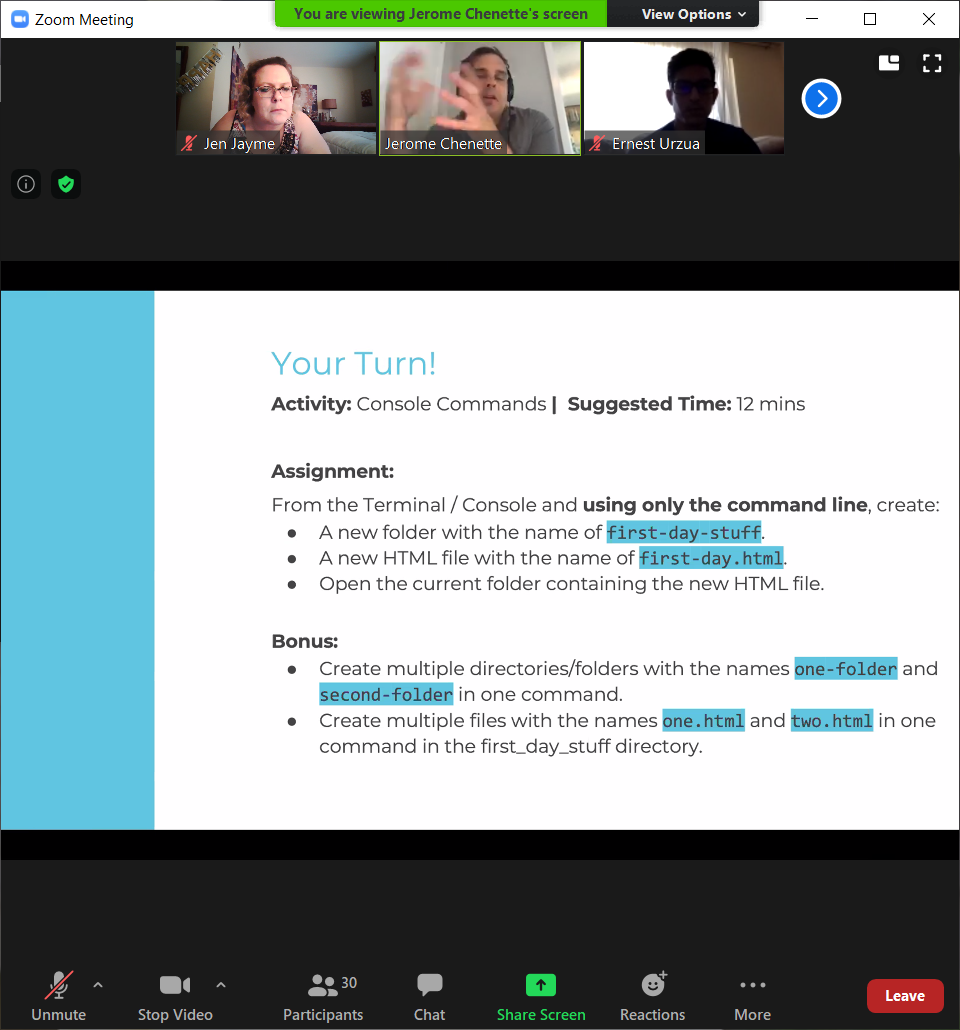 Zoom Meeting
You are viewing Jerome Chenette's screen
View Options
Jen Jayme
Jerome Chenette
Ernest Urzua
Your Turn!
Activity: Console Commands | Suggested Time: 12 mins
Assignment:
From the Terminal / Console and using only the command line, create:
● A new folder with the name of first-day-stuff.
● A new HTML file with the name of first-day.html.
● Open the current folder containing the new HTML file.
Bonus:
● Create multiple directories/folders with the names one-folder and
second-folder in one command.
● Create multiple files with the names one.html and two.html in one
command in the first_day_stuff directory.
Unmute
Stop Video
Participants
30
Chat
Share Screen
Reactions
More
Leave